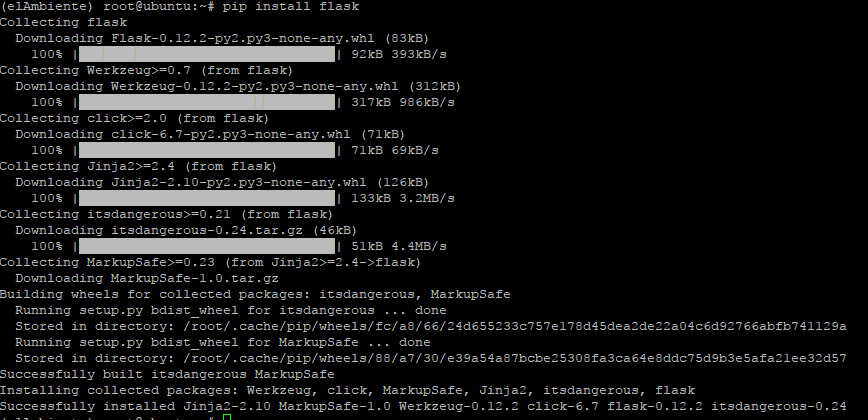 (elAmbiente) root@ubuntu:~# pip install flask
Collecting flask
  Downloading Flask-0.12.2-py2.py3-none-any.whl (83kB)
    100% |                                | 92kB 393kB/s
Collecting Werkzeug>=0.7 (from flask)
  Downloading Werkzeug-0.12.2-py2.py3-none-any.whl (312kB)
    100% |                                | 317kB 986kB/s
Collecting click>=2.0 (from flask)
  Downloading click-6.7-py2.py3-none-any.whl (71kB)
    100% |                                | 71kB 69kB/s
Collecting Jinja2>=2.4 (from flask)
  Downloading Jinja2-2.10-py2.py3-none-any.whl (126kB)
    100% |                                | 133kB 3.2MB/s
Collecting itsdangerous>=0.21 (from flask)
  Downloading itsdangerous-0.24.tar.gz (46kB)
    100% |                                | 51kB 4.4MB/s
Collecting MarkupSafe>=0.23 (from Jinja2>=2.4->flask)
  Downloading MarkupSafe-1.0.tar.gz
Building wheels for collected packages: itsdangerous, MarkupSafe
  Running setup.py bdist_wheel for itsdangerous ... done
  Stored in directory: /root/.cache/pip/wheels/fc/a8/66/24d655233c757e178d45dea2de22a04c6d92766abfb741129a
  Running setup.py bdist_wheel for MarkupSafe ... done
  Stored in directory: /root/.cache/pip/wheels/88/a7/30/e39a54a87bcbe25308fa3ca64e8ddc75d9b3e5afa21ee32d57
Successfully built itsdangerous MarkupSafe
Installing collected packages: Werkzeug, click, MarkupSafe, Jinja2, itsdangerous, flask
Successfully installed Jinja2-2.10 MarkupSafe-1.0 Werkzeug-0.12.2 click-6.7 flask-0.12.2 itsdangerous-0.24